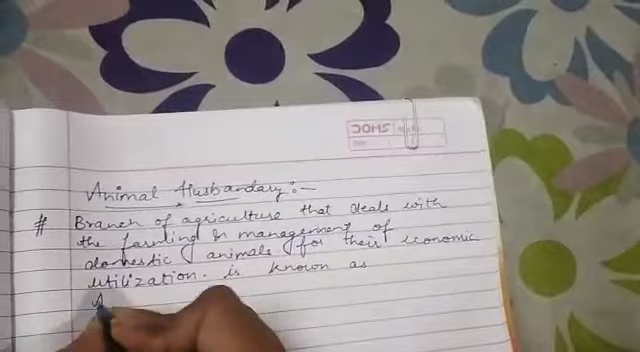 DOMS
Animal Husbandary :-
# Branch of agriculture that deals with
the farming & management of
domestic animals for their economic
utilization. is known as
A